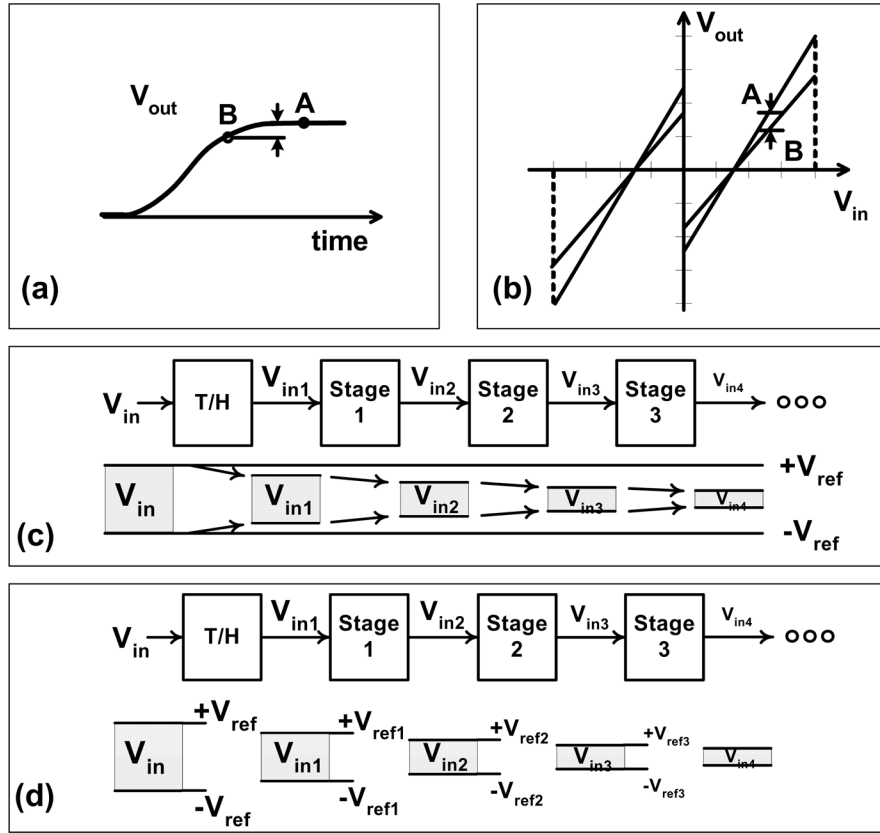 V_out
B
A
time
(a)
V_out
A
B
V_in
(b)
V_in
T/H
V_in1
Stage
1
V_in2
Stage
2
V_in3
Stage
3
V_in4
+V_ref
V_in
V_in1
V_in2
V_in3
V_in4
-V_ref
(c)
V_in
T/H
V_in1
Stage
1
V_in2
Stage
2
V_in3
Stage
3
V_in4
+V_ref
+V_ref1
+V_ref2
+V_ref3
V_in
V_in1
V_in2
V_in3
V_in4
-V_ref
-V_ref1
-V_ref2
-V_ref3
(d)